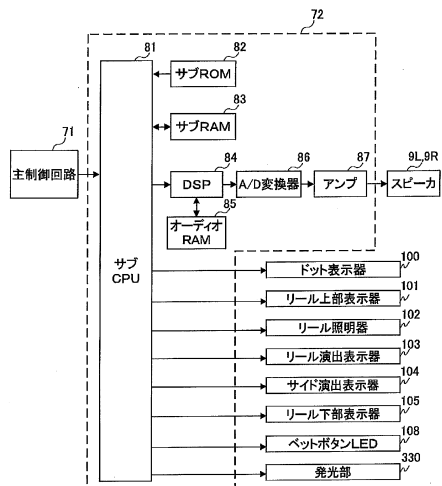 72
81
82
サブROM
83
サブRAM
71
主制御回路
84
86
87
9L,9R
DSP
A/D変換器
アンプ
スピーカ
85
オーディオ
RAM
サブ
CPU
100
ドット表示器
101
リール上部表示器
102
リール照明器
103
リール演出表示器
104
サイド演出表示器
105
リール下部表示器
108
ベットボタンLED
330
発光部